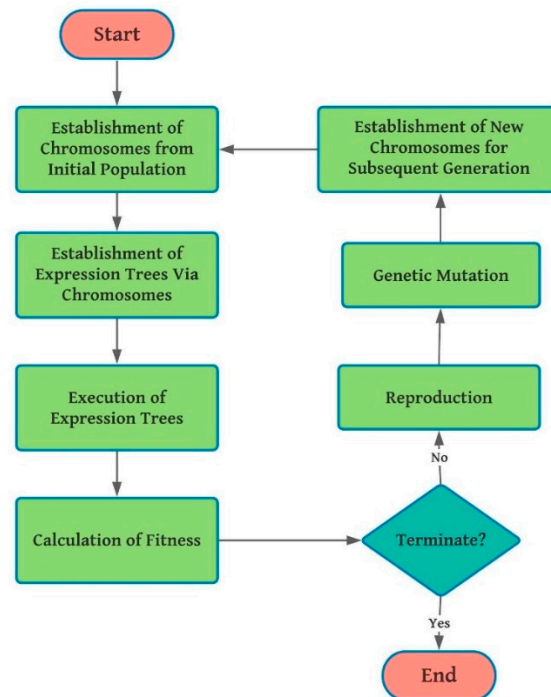 Start
Establishment of
Chromosomes from
Initial Population
Establishment of
Expression Trees Via
Chromosomes
Execution of
Expression Trees
Calculation of Fitness
Terminate?
No
Reproduction
Genetic Mutation
Establishment of New
Chromosomes for
Subsequent Generation
Yes
End